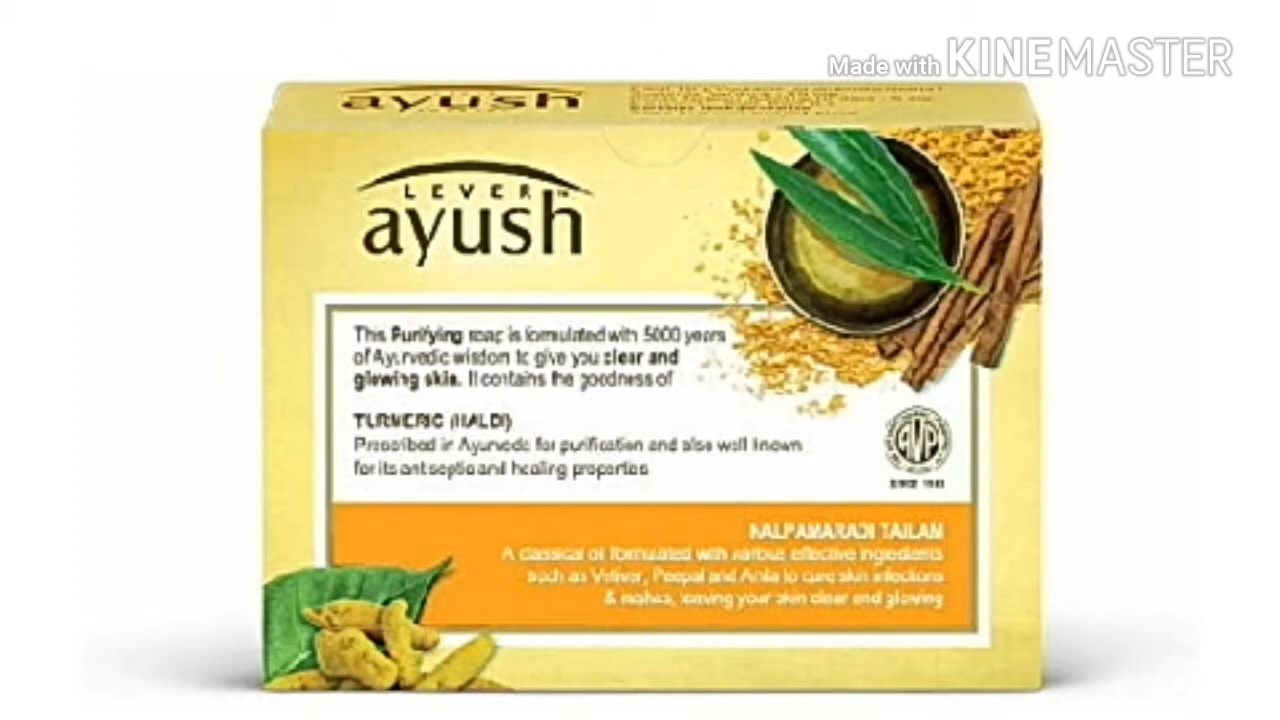 Made with KINEMASTER
ayush
LEVER™
ayush
This Purifying soap is formulated with 5000 years
of Ayurvedic wisdom to give you clear and
glowing skin. It contains the goodness of
TURMERIC (HALDI)
Prescribed in Ayurveda for purification and also well known
for its antiseptic and healing properties
AVP
NALPAMARADI TAILAM
A classical oil formulated with various effective ingredients
such as Vetiver, Peepal and Amla to cure skin infections
& rashes, leaving your skin clear and glowing